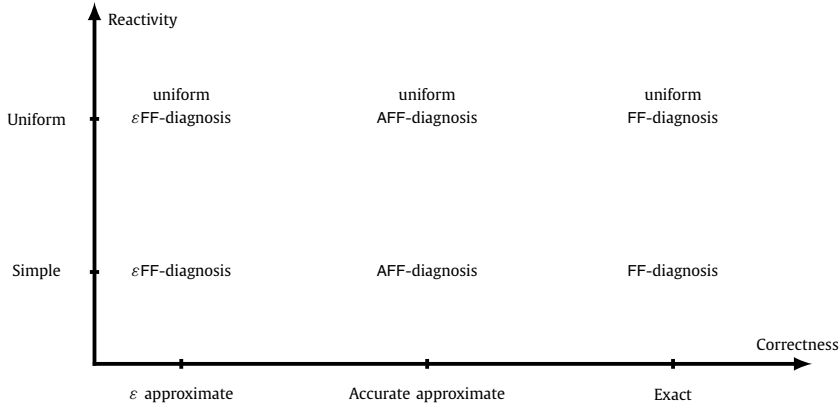 Reactivity
uniform uniform uniform
Uniform εFF-diagnosis AFF-diagnosis FF-diagnosis
Simple εFF-diagnosis AFF-diagnosis FF-diagnosis
Correctness
ε approximate Accurate approximate Exact